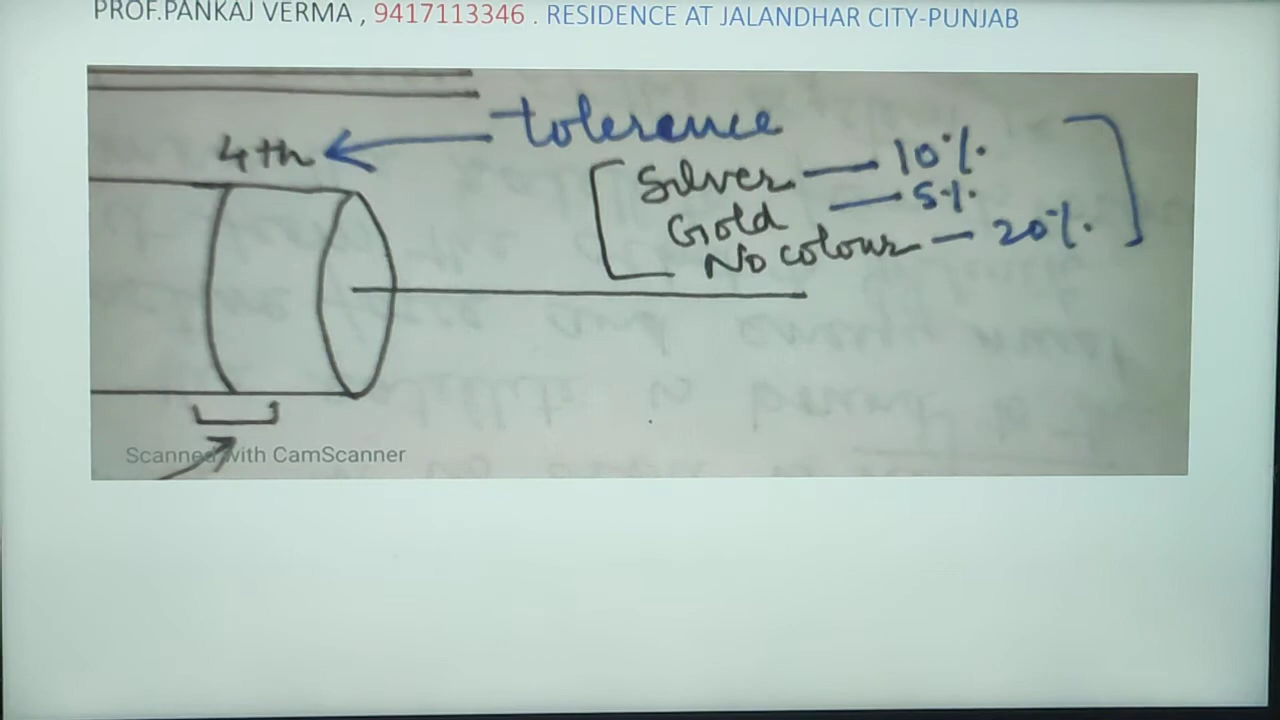 PROF.PANKAJ VERMA , 9417113346 . RESIDENCE AT JALANDHAR CITY-PUNJAB
4th ← tolerance
Silver — 10%
Gold — 5%
No colour — 20%
Scanned with CamScanner